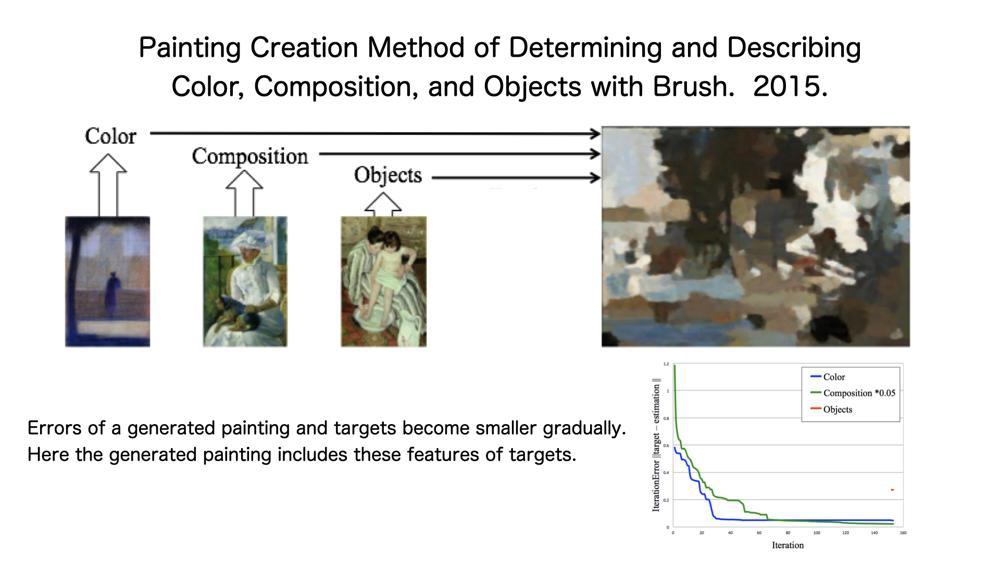 Painting Creation Method of Determining and Describing
Color, Composition, and Objects with Brush.  2015.
Color
Composition
Objects
Errors of a generated painting and targets become smaller gradually.
Here the generated painting includes these features of targets.
IterationError ||target − estimation ||
1.2
1
0.8
0.6
0.4
0.2
0
Color
Composition *0.05
Objects
0 20 40 60 80 100 120 140 160
Iteration